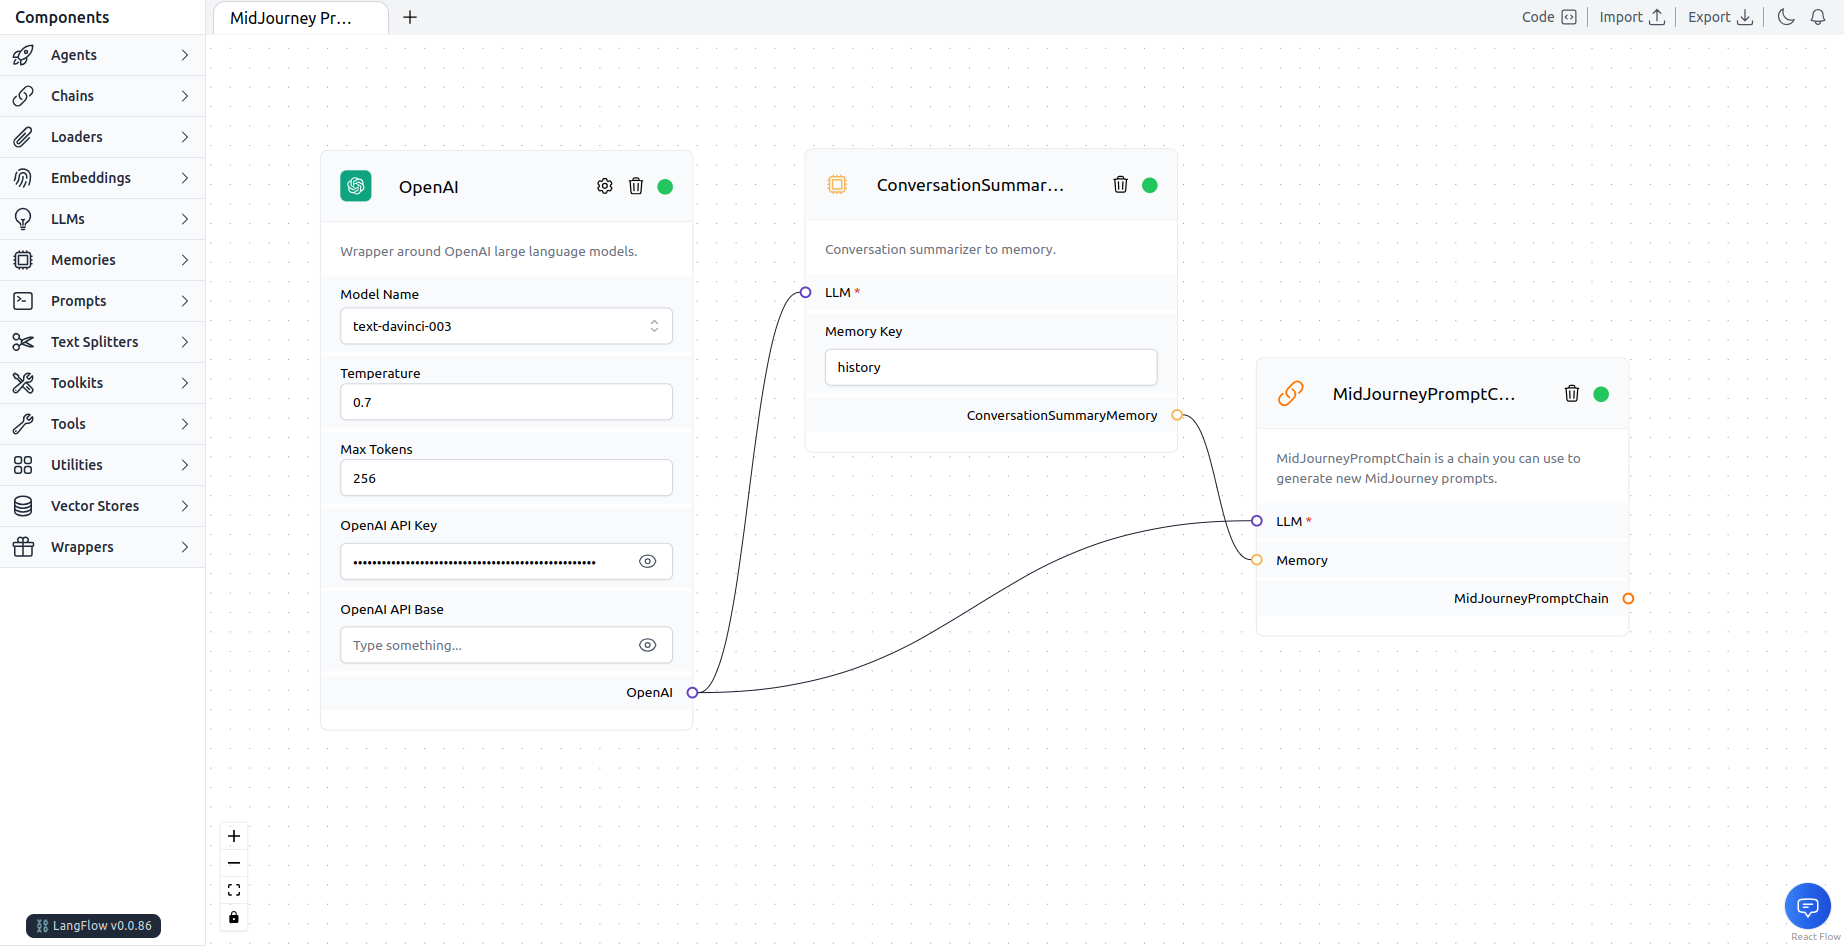 Components
MidJourney Pr...
Code
Import
Export
Agents
Chains
Loaders
Embeddings
LLMs
Memories
Prompts
Text Splitters
Toolkits
Tools
Utilities
Vector Stores
Wrappers
LangFlow v0.0.86
OpenAI
Wrapper around OpenAI large language models.
Model Name
text-davinci-003
Temperature
0.7
Max Tokens
256
OpenAI API Key
••••••••••••••••••••••••••••••••••••••••••••••••••••
OpenAI API Base
Type something...
OpenAI
ConversationSummar...
Conversation summarizer to memory.
LLM *
Memory Key
history
ConversationSummaryMemory
MidJourneyPromptC...
MidJourneyPromptChain is a chain you can use to
generate new MidJourney prompts.
LLM *
Memory
MidJourneyPromptChain
React Flow